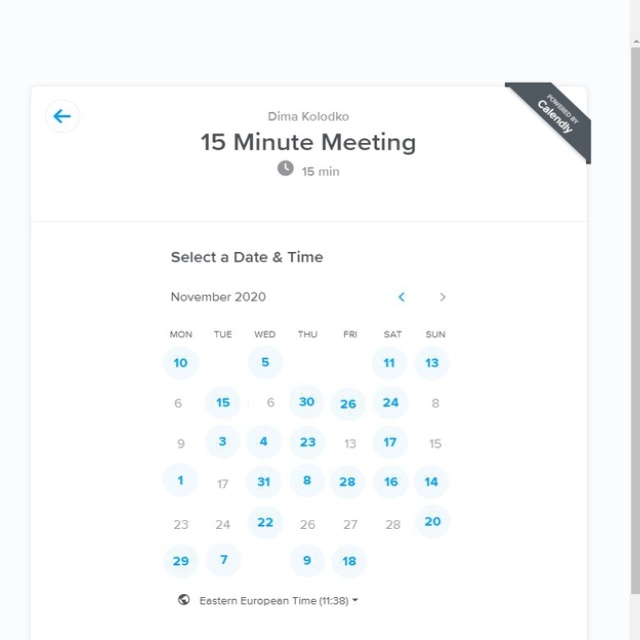 Dima Kolodko
15 Minute Meeting
15 min
POWERED BY
Calendly
Select a Date & Time
November 2020
MON TUE WED THU FRI SAT SUN
10 5 11 13
6 15 6 30 26 24 8
9 3 4 23 13 17 15
1 17 31 8 28 16 14
23 24 22 26 27 28 20
29 7 9 18
Eastern European Time (11:38)